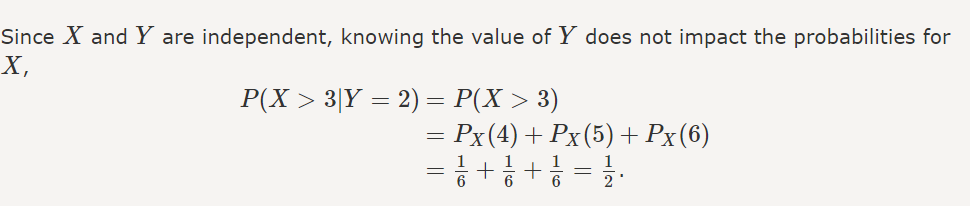 Since X and Y are independent, knowing the value of Y does not impact the probabilities for
X,
P(X > 3|Y = 2) = P(X > 3)
= P_X(4) + P_X(5) + P_X(6)
= 1/6 + 1/6 + 1/6 = 1/2.